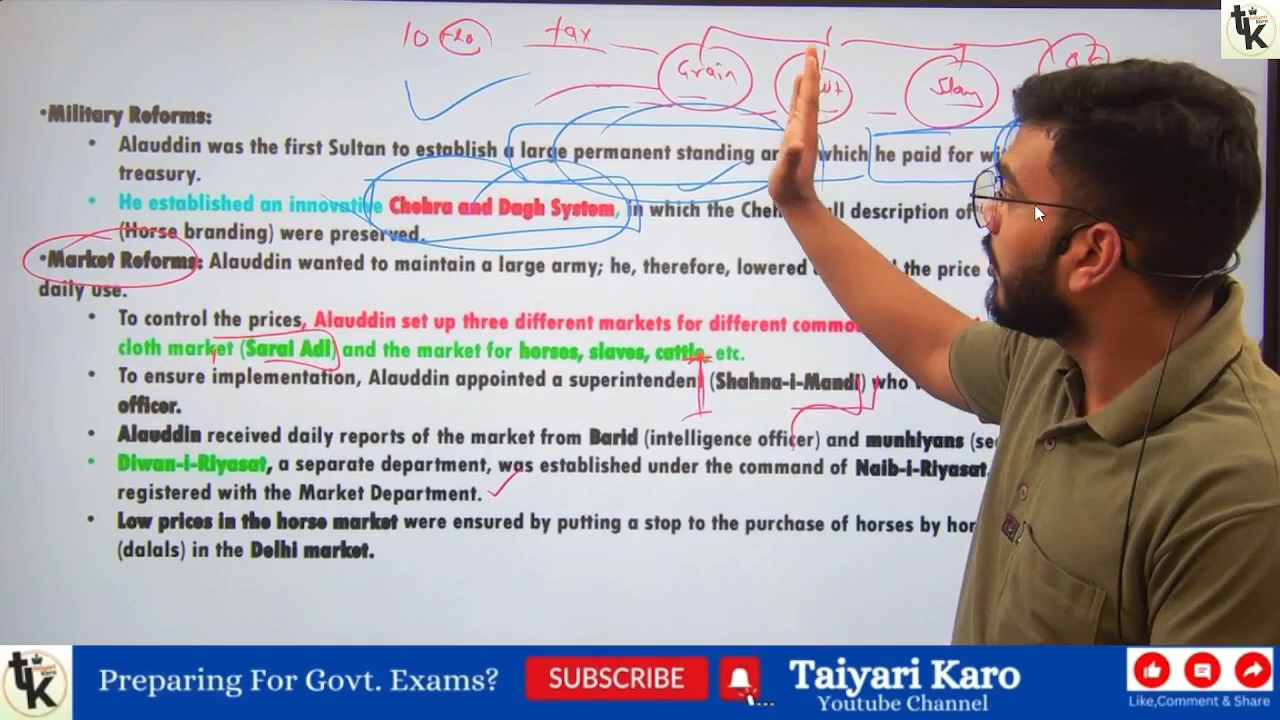 10 tax
Grain
•Military Reforms:
• Alauddin was the first Sultan to establish a large permanent standing which he paid for
treasury.
• He established an innovative Chehra and Dagh System, in which the description of
(Horse branding) were preserved.
•Market Reforms: Alauddin wanted to maintain a large army; he, therefore, lowered the price
daily use.
• To control the prices, Alauddin set up three different markets for different
cloth market (Sarai Adl) and the market for horses, slaves, cattle, etc.
• To ensure implementation, Alauddin appointed a superintendent (Shahna-i-Mandi) who
officer.
• Alauddin received daily reports of the market from Barid (intelligence officer) and munhiyans
• Diwan-i-Riyasat, a separate department, was established under the command of Naib-i-Riyasat.
registered with the Market Department.
• Low prices in the horse market were ensured by putting a stop to the purchase of horses by
(dalals) in the Delhi market.
taiyari karo
tK
taiyari karo
tK
Preparing For Govt. Exams?
SUBSCRIBE
Taiyari Karo
Youtube Channel
Like,Comment & Share